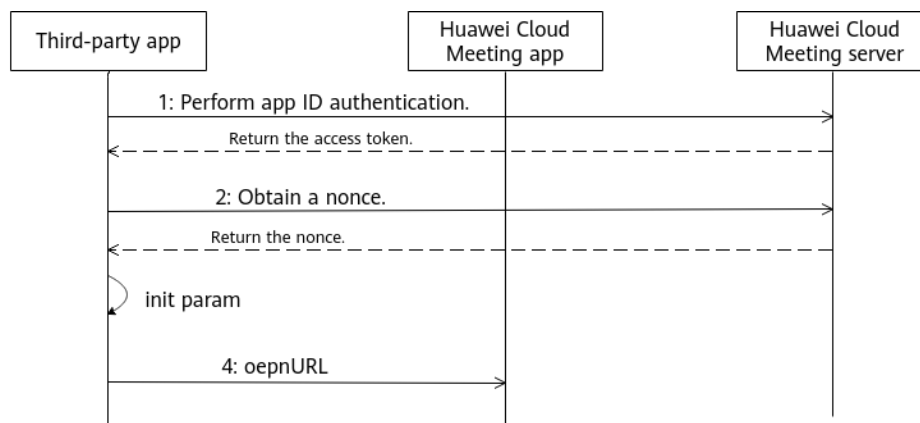 Third-party app
Huawei Cloud
Meeting app
Huawei Cloud
Meeting server
1: Perform app ID authentication.
Return the access token.
2: Obtain a nonce.
Return the nonce.
init param
4: oepnURL